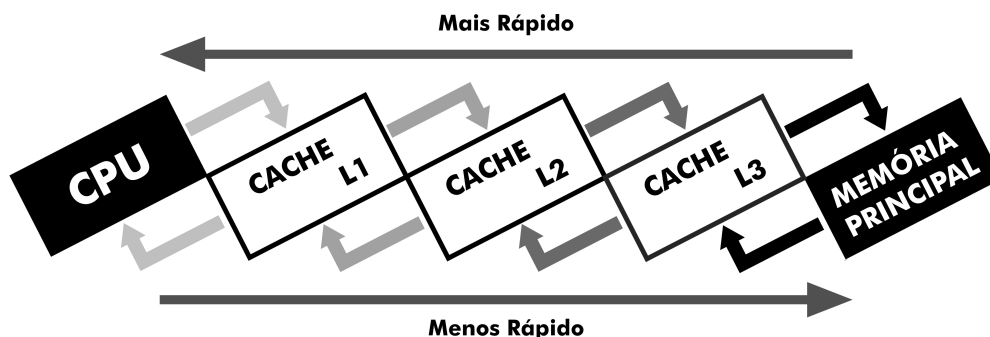 Mais Rápido
CPU
CACHE
L1
CACHE
L2
CACHE
L3
MEMÓRIA
PRINCIPAL
Menos Rápido